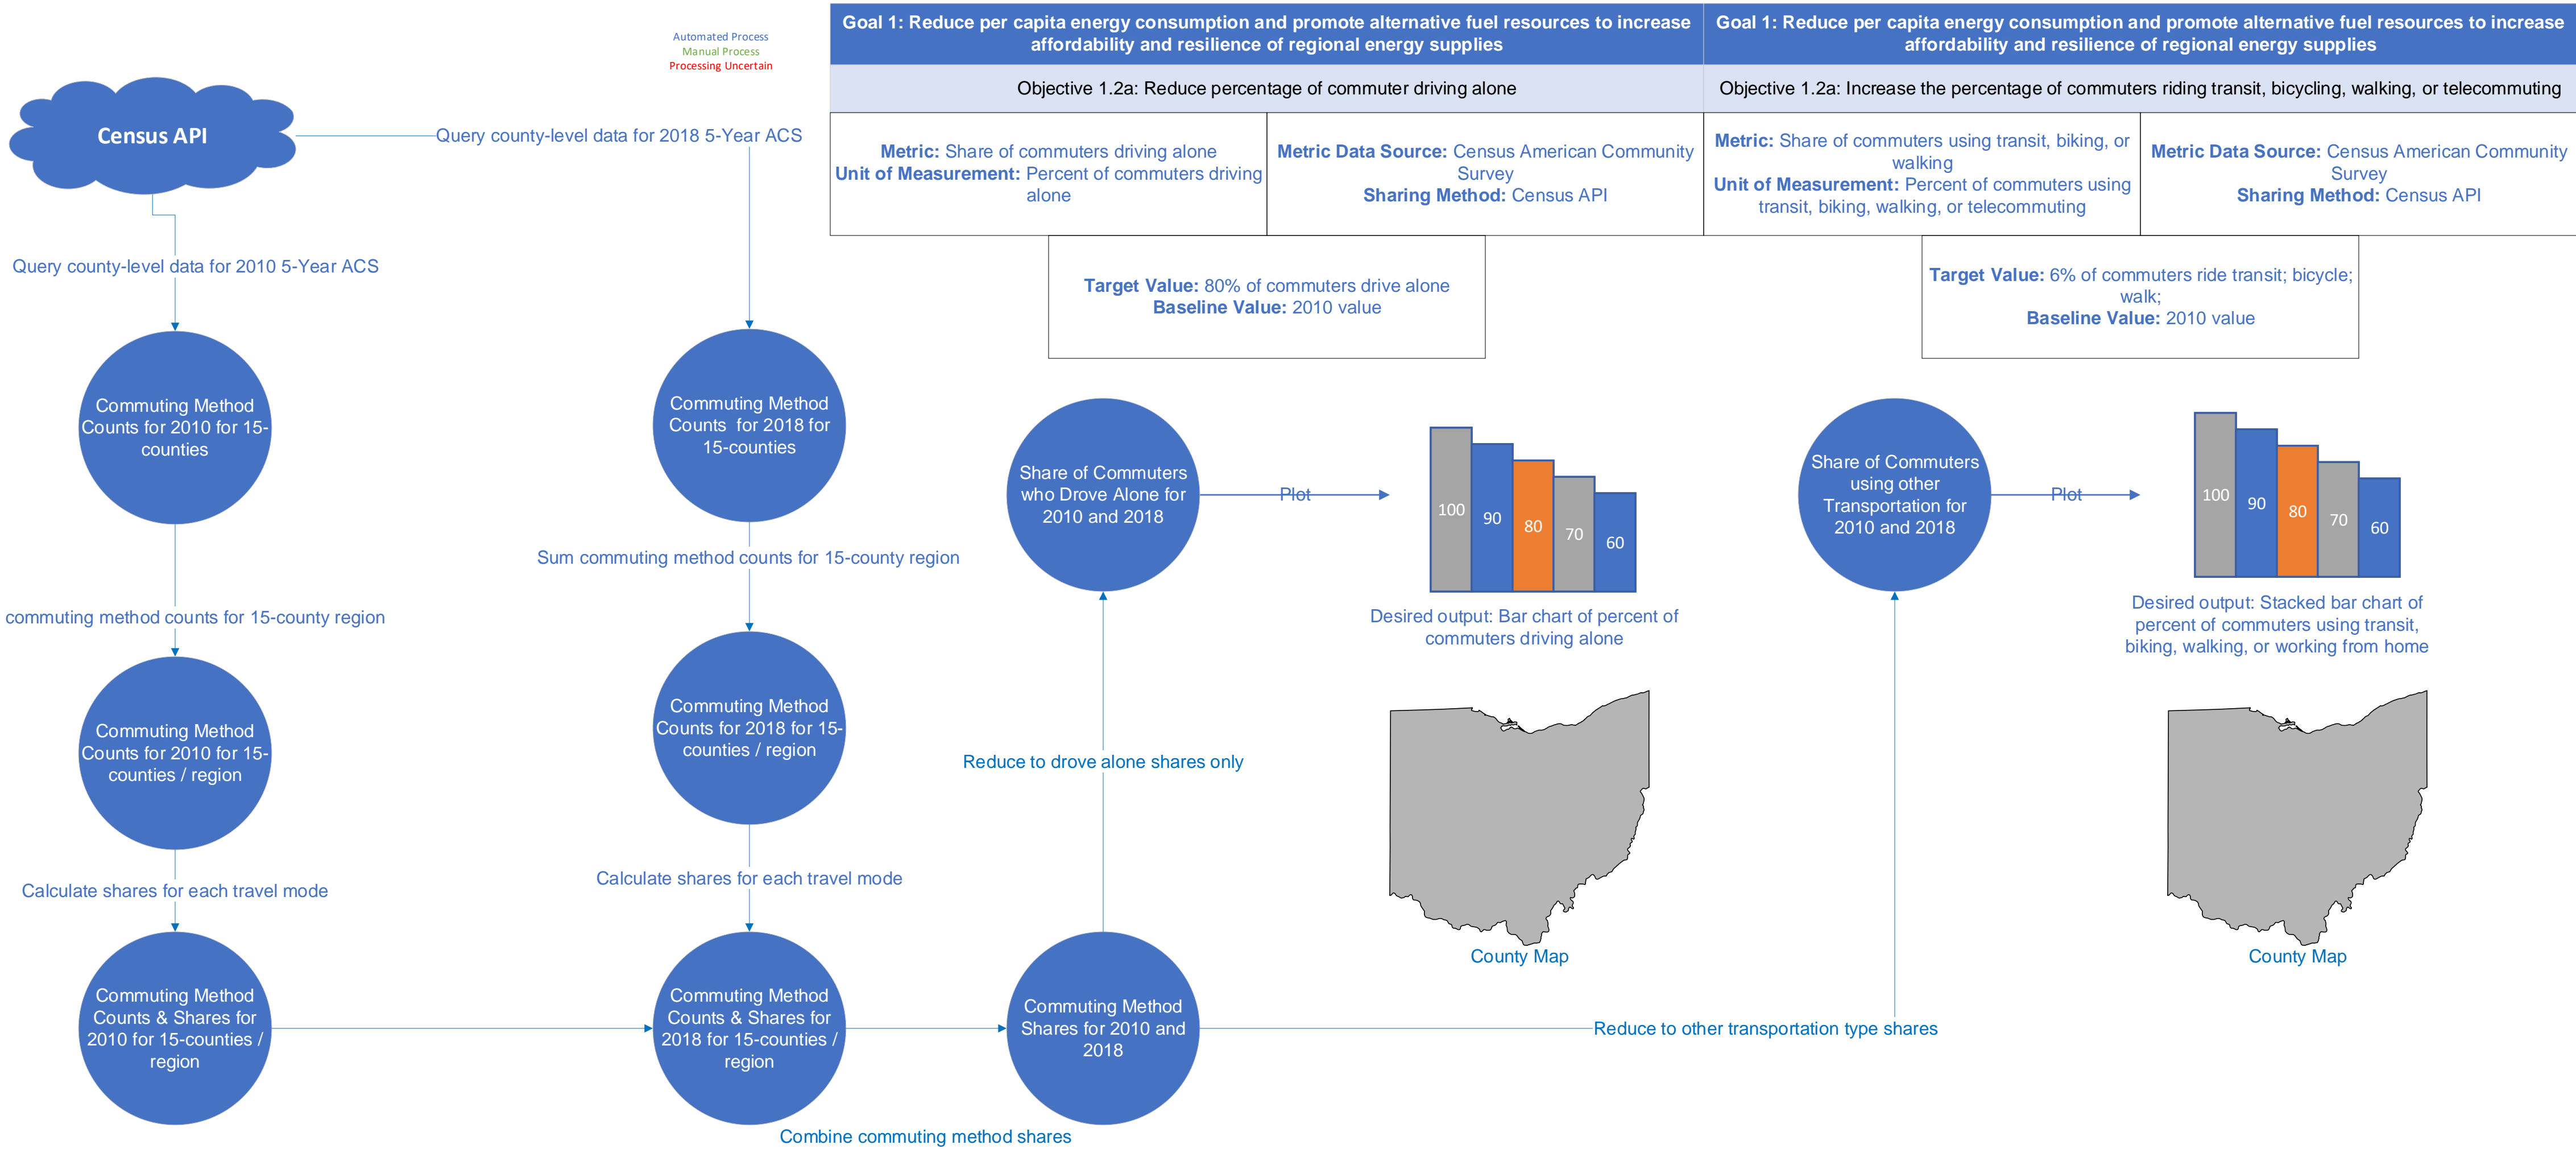 Automated Process
Manual Process
Processing Uncertain
Goal 1: Reduce per capita energy consumption and promote alternative fuel resources to increase
affordability and resilience of regional energy supplies
Goal 1: Reduce per capita energy consumption and promote alternative fuel resources to increase
affordability and resilience of regional energy supplies
Objective 1.2a: Reduce percentage of commuter driving alone
Objective 1.2a: Increase the percentage of commuters riding transit, bicycling, walking, or telecommuting
Metric: Share of commuters driving alone
Unit of Measurement: Percent of commuters driving
alone
Metric Data Source: Census American Community
Survey
Sharing Method: Census API
Metric: Share of commuters using transit, biking, or
walking
Unit of Measurement: Percent of commuters using
transit, biking, walking, or telecommuting
Metric Data Source: Census American Community
Survey
Sharing Method: Census API
Target Value: 80% of commuters drive alone
Baseline Value: 2010 value
Target Value: 6% of commuters ride transit; bicycle;
walk;
Baseline Value: 2010 value
Census API
Query county-level data for 2018 5-Year ACS
Query county-level data for 2010 5-Year ACS
Commuting Method
Counts for 2010 for 15-
counties
Commuting Method
Counts for 2018 for
15-counties
commuting method counts for 15-county region
Sum commuting method counts for 15-county region
Commuting Method
Counts for 2010 for 15-
counties / region
Commuting Method
Counts for 2018 for 15-
counties / region
Calculate shares for each travel mode
Calculate shares for each travel mode
Commuting Method
Counts & Shares for
2010 for 15-counties /
region
Commuting Method
Counts & Shares for
2018 for 15-counties /
region
Combine commuting method shares
Commuting Method
Shares for 2010 and
2018
Reduce to drove alone shares only
Share of Commuters
who Drove Alone for
2010 and 2018
Plot
100
90
80
70
60
Desired output: Bar chart of percent of
commuters driving alone
County Map
Reduce to other transportation type shares
Share of Commuters
using other
Transportation for
2010 and 2018
Plot
100
90
80
70
60
Desired output: Stacked bar chart of
percent of commuters using transit,
biking, walking, or working from home
County Map